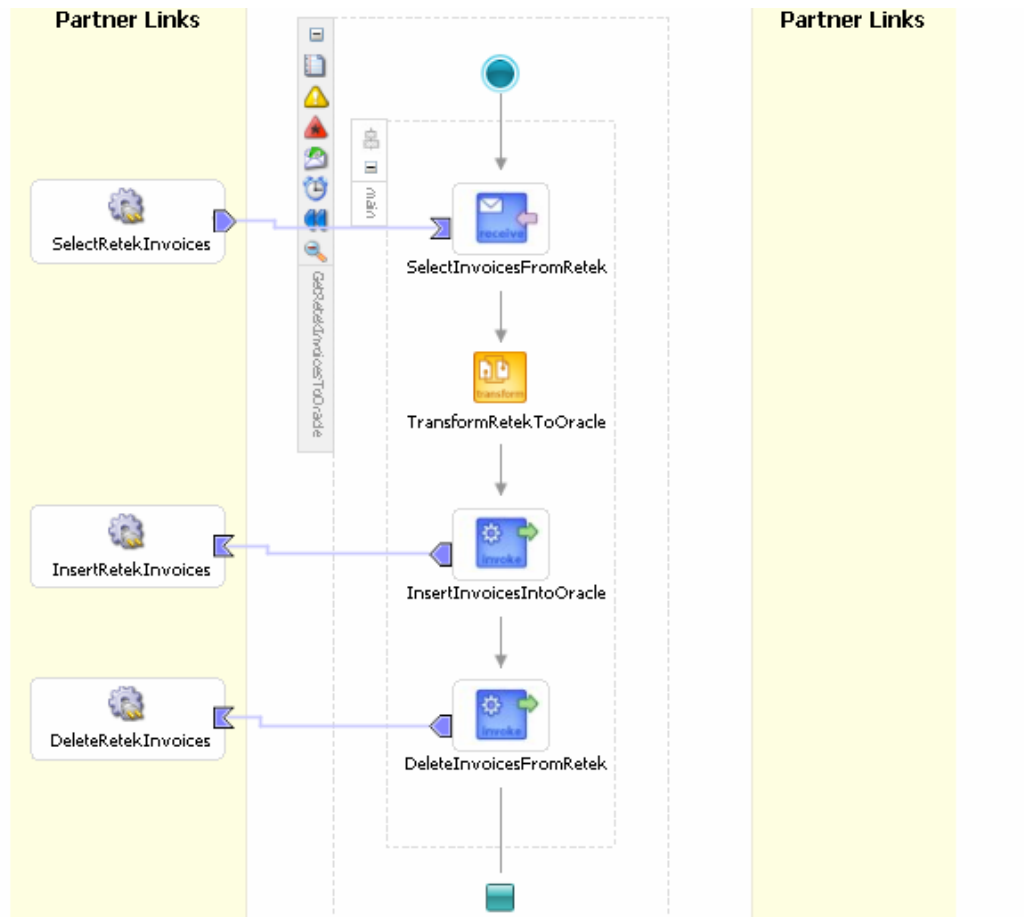 Partner Links
Partner Links
main
receive
SelectRetekInvoices
SelectInvoicesFromRetek
GetRetekInvoicesToOracle
transform
TransformRetekToOracle
invoke
InsertRetekInvoices
InsertInvoicesIntoOracle
invoke
DeleteRetekInvoices
DeleteInvoicesFromRetek